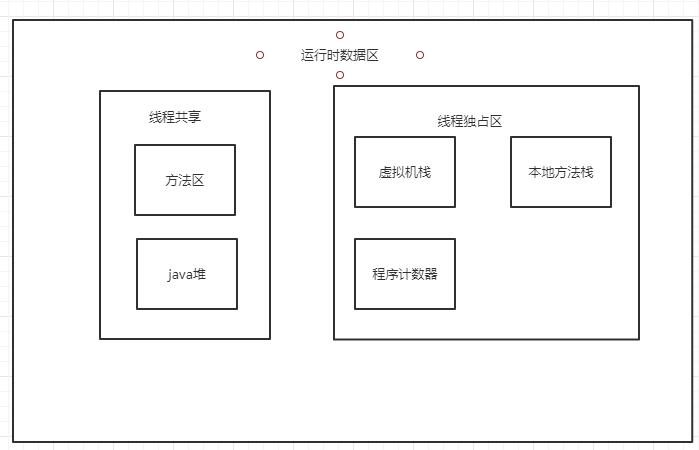 运行时数据区
线程共享
方法区
java堆
线程独占区
虚拟机栈
本地方法栈
程序计数器